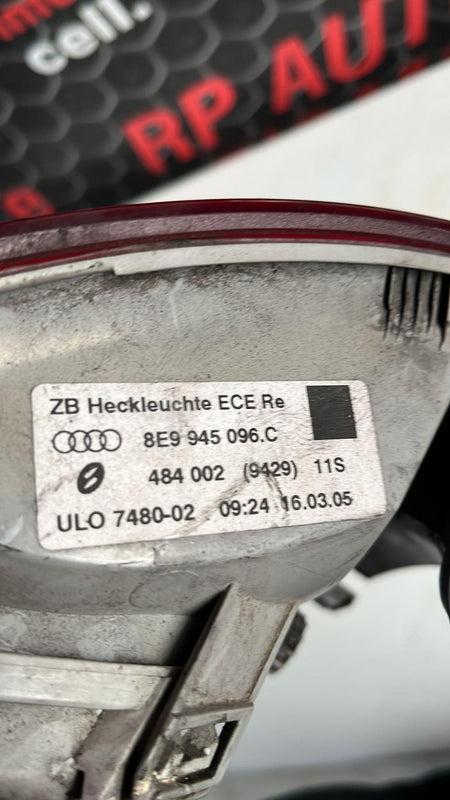 cell.
RP AUT
ZB Heckleuchte ECE Re
8E9 945 096.C
484 002 (9429) 11S
ULO 7480-02 09:24 16.03.05